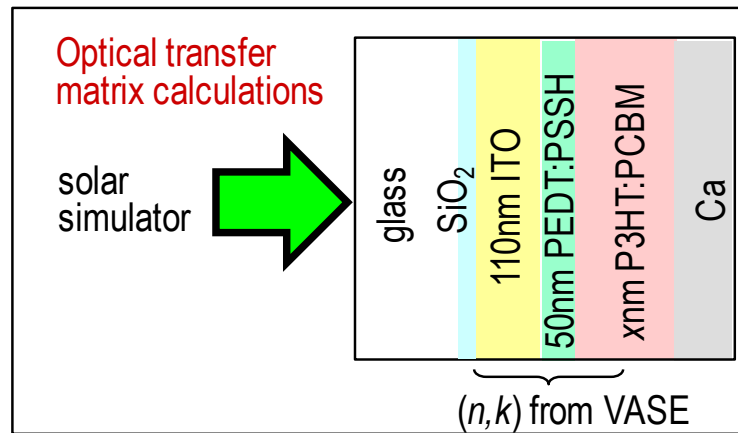 Optical transfer
matrix calculations
solar
simulator
glass
SiO₂
110nm ITO
50nm PEDT:PSSH
xnm P3HT:PCBM
Ca
(n,k) from VASE